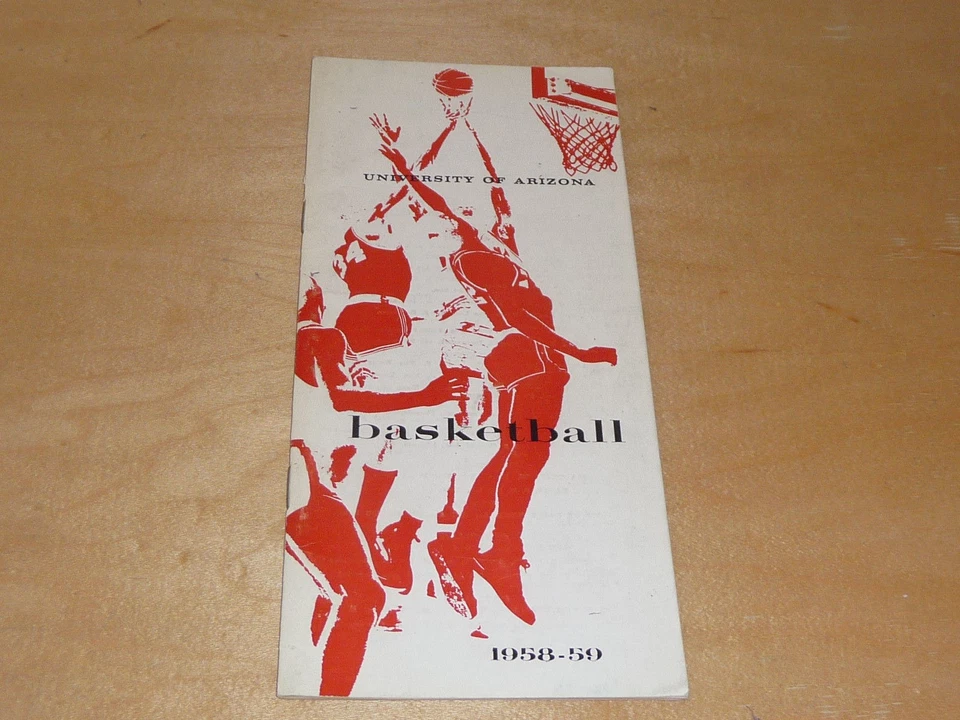 UNIVERSITY OF ARIZONA
basketball
1958-59